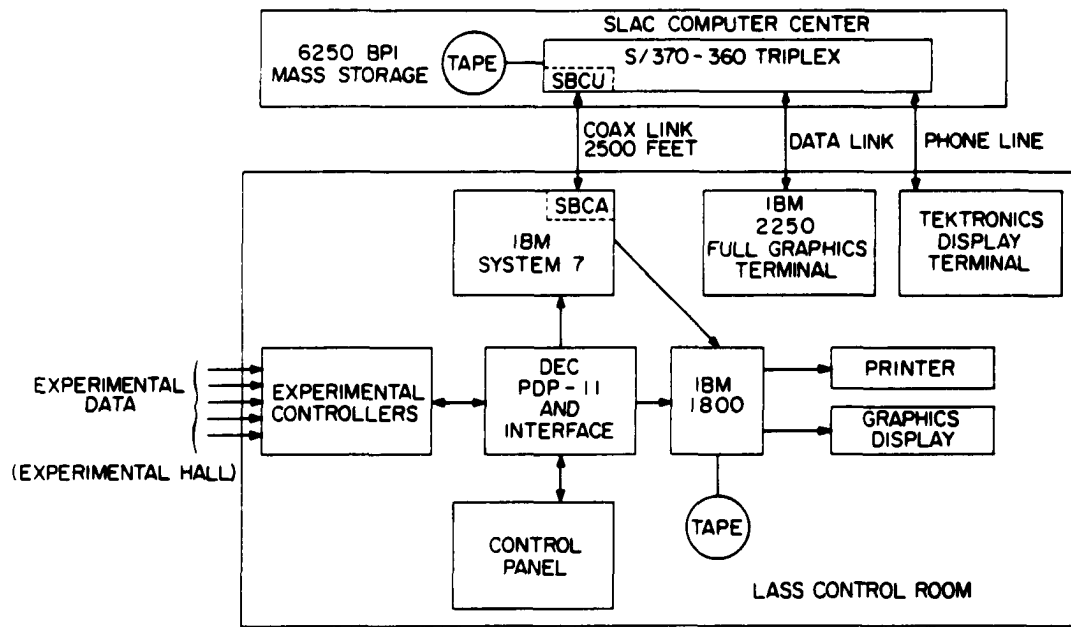 SLAC COMPUTER CENTER
6250 BPI
MASS STORAGE
TAPE
S/370-360 TRIPLEX
SBCU
COAX LINK
2500 FEET
DATA LINK
PHONE LINE
SBCA
IBM
SYSTEM 7
IBM
2250
FULL GRAPHICS
TERMINAL
TEKTRONICS
DISPLAY
TERMINAL
EXPERIMENTAL
DATA
(EXPERIMENTAL HALL)
EXPERIMENTAL
CONTROLLERS
DEC
PDP-11
AND
INTERFACE
IBM
1800
PRINTER
GRAPHICS
DISPLAY
CONTROL
PANEL
TAPE
LASS CONTROL ROOM